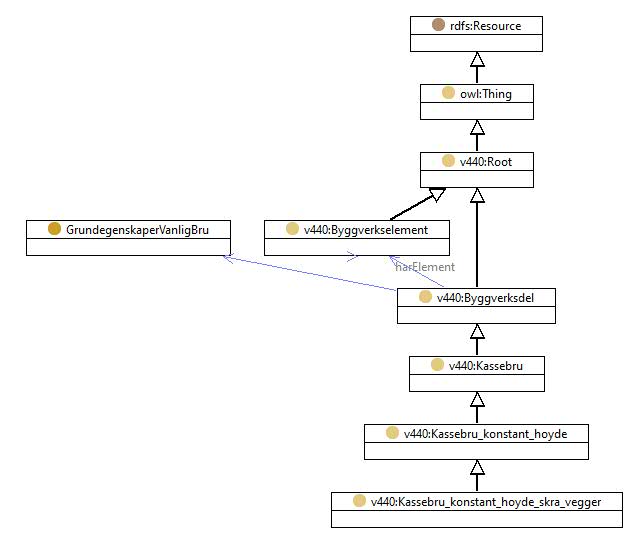 rdfs:Resource
owl:Thing
v440:Root
GrundegenskaperVanligBru
v440:Byggverkselement
harElement
v440:Byggverksdel
v440:Kassebru
v440:Kassebru_konstant_hoyde
v440:Kassebru_konstant_hoyde_skra_vegger